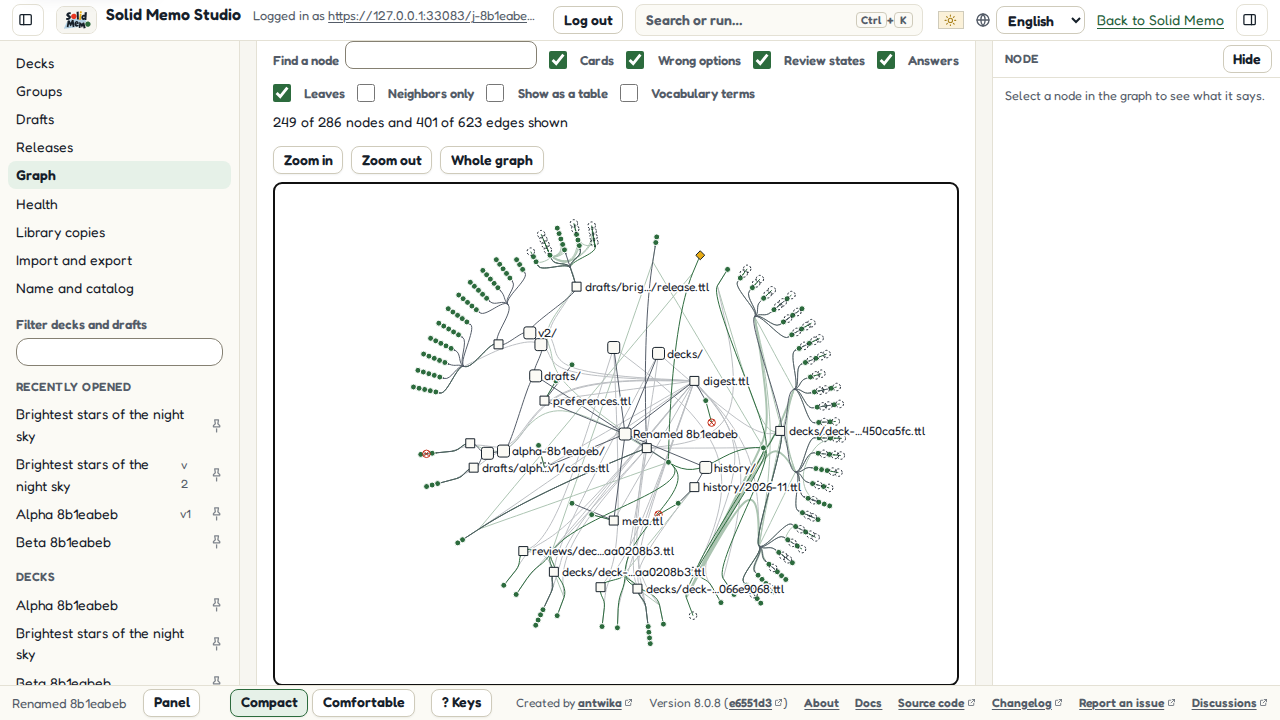 Solid Memo Studio
Logged in as https://127.0.0.1:33083/j-8b1eabe…
Log out
Search or run…
Ctrl+K
English
Back to Solid Memo
Decks
Groups
Drafts
Releases
Graph
Health
Library copies
Import and export
Name and catalog
Filter decks and drafts
RECENTLY OPENED
Brightest stars of the night sky
Brightest stars of the night sky
v 2
Alpha 8b1eabeb
v1
Beta 8b1eabeb
DECKS
Alpha 8b1eabeb
Brightest stars of the night sky
Beta 8b1eabeb
Find a node
Cards
Wrong options
Review states
Answers
Leaves
Neighbors only
Show as a table
Vocabulary terms
249 of 286 nodes and 401 of 623 edges shown
Zoom in
Zoom out
Whole graph
drafts/brig…/release.ttl
v2/
decks/
drafts/
digest.ttl
preferences.ttl
Renamed 8b1eabeb
decks/deck-…450ca5fc.ttl
alpha-8b1eabeb/
drafts/alph…v1/cards.ttl
history/
history/2026-11.ttl
meta.ttl
reviews/dec…aa0208b3.ttl
decks/deck-…aa0208b3.ttl
decks/deck-…066e9068.ttl
NODE
Hide
Select a node in the graph to see what it says.
Renamed 8b1eabeb
Panel
Compact
Comfortable
? Keys
Created by antwika
Version 8.0.8 (e6551d3)
About
Docs
Source code
Changelog
Report an issue
Discussions